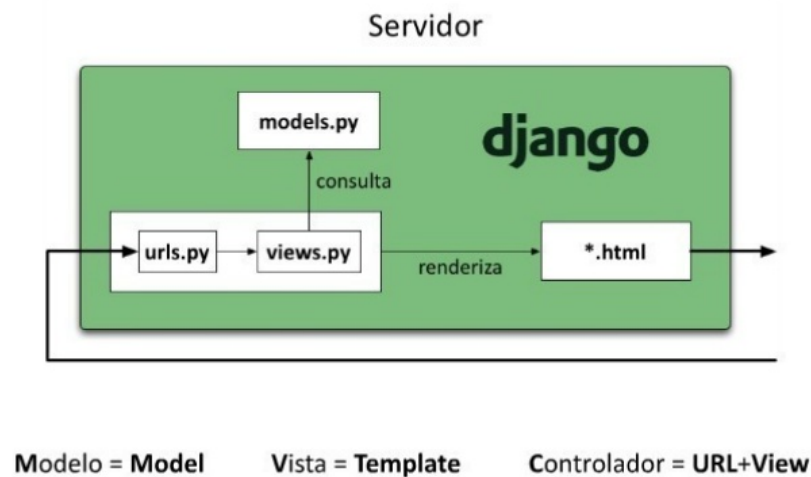 Servidor
models.py
django
consulta
urls.py
views.py
*.html
renderiza
Modelo = Model
Vista = Template
Controlador = URL+View